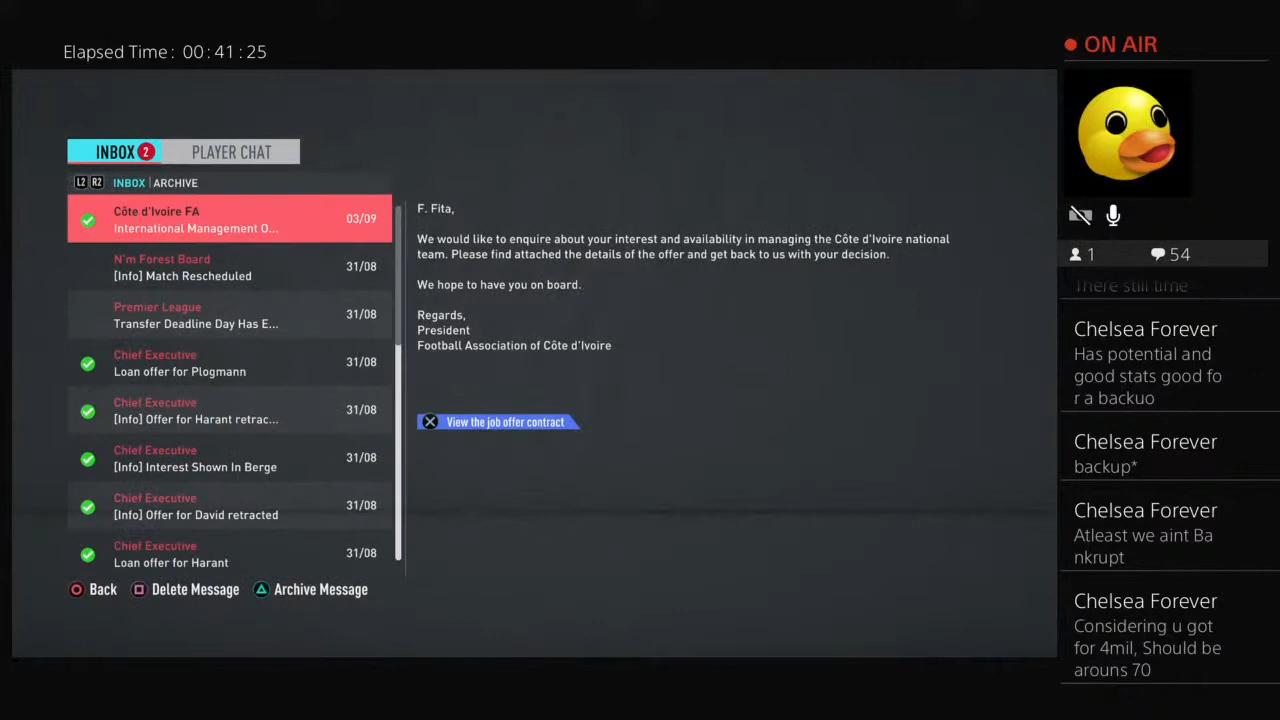 Elapsed Time: 00:41:25
ON AIR
INBOX 2 PLAYER CHAT
L2 R2 INBOX | ARCHIVE
Côte d'Ivoire FA
International Management O...
03/09
N'm Forest Board
[Info] Match Rescheduled
31/08
Premier League
Transfer Deadline Day Has E...
31/08
Chief Executive
Loan offer for Plogmann
31/08
Chief Executive
[Info] Offer for Harant retrac...
31/08
Chief Executive
[Info] Interest Shown In Berge
31/08
Chief Executive
[Info] Offer for David retracted
31/08
Chief Executive
Loan offer for Harant
31/08
F. Fita,
We would like to enquire about your interest and availability in managing the Côte d'Ivoire national
team. Please find attached the details of the offer and get back to us with your decision.
We hope to have you on board.
Regards,
President
Football Association of Côte d'Ivoire
View the job offer contract
Back Delete Message Archive Message
1 54
There still time
Chelsea Forever
Has potential and
good stats good fo
r a backuo
Chelsea Forever
backup*
Chelsea Forever
Atleast we aint Ba
nkrupt
Chelsea Forever
Considering u got
for 4mil, Should be
arouns 70